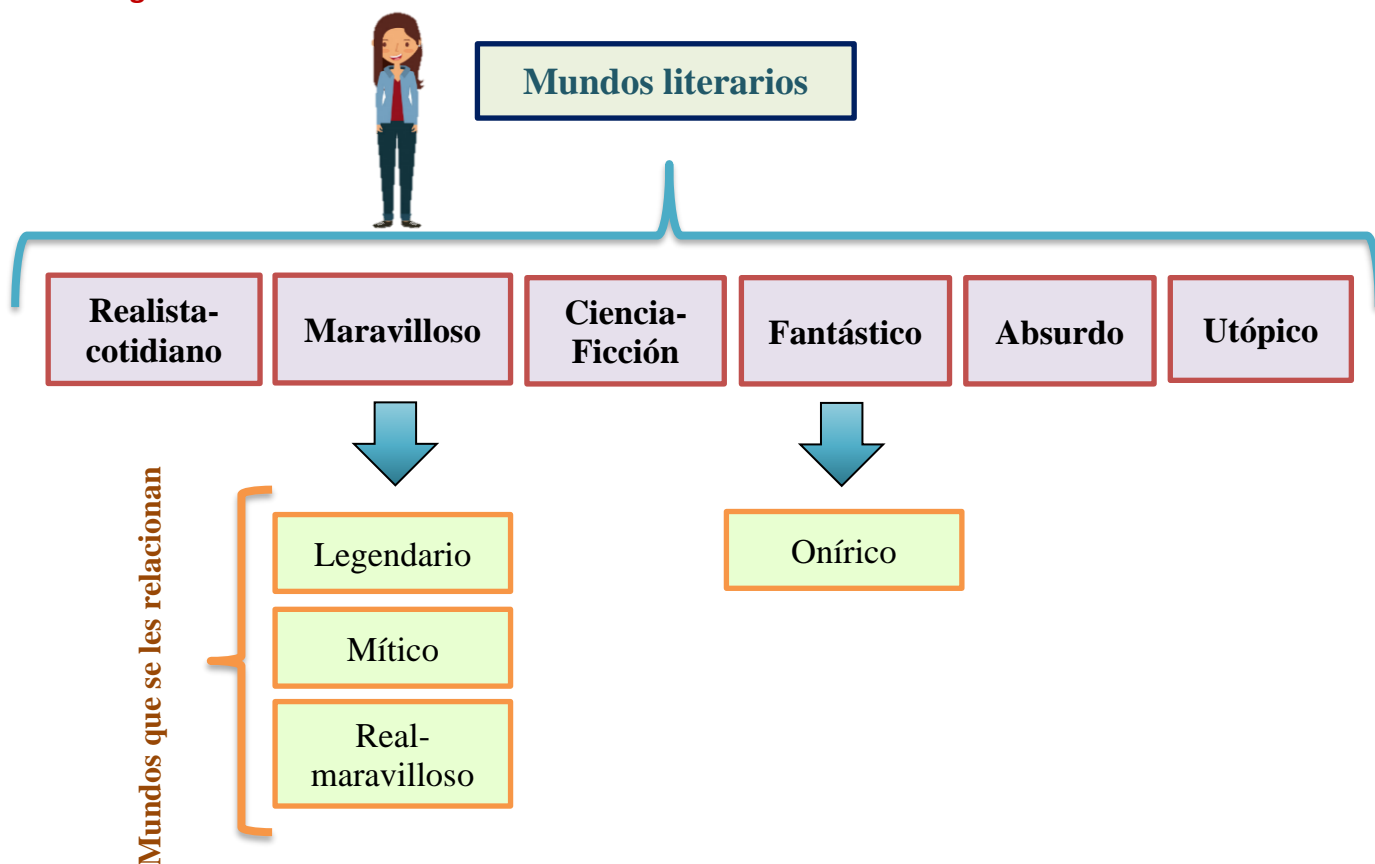 Mundos literarios
Realista-
cotidiano
Maravilloso
Ciencia-
Ficción
Fantástico
Absurdo
Utópico
Mundos que se les relacionan
Legendario
Onírico
Mítico
Real-
maravilloso